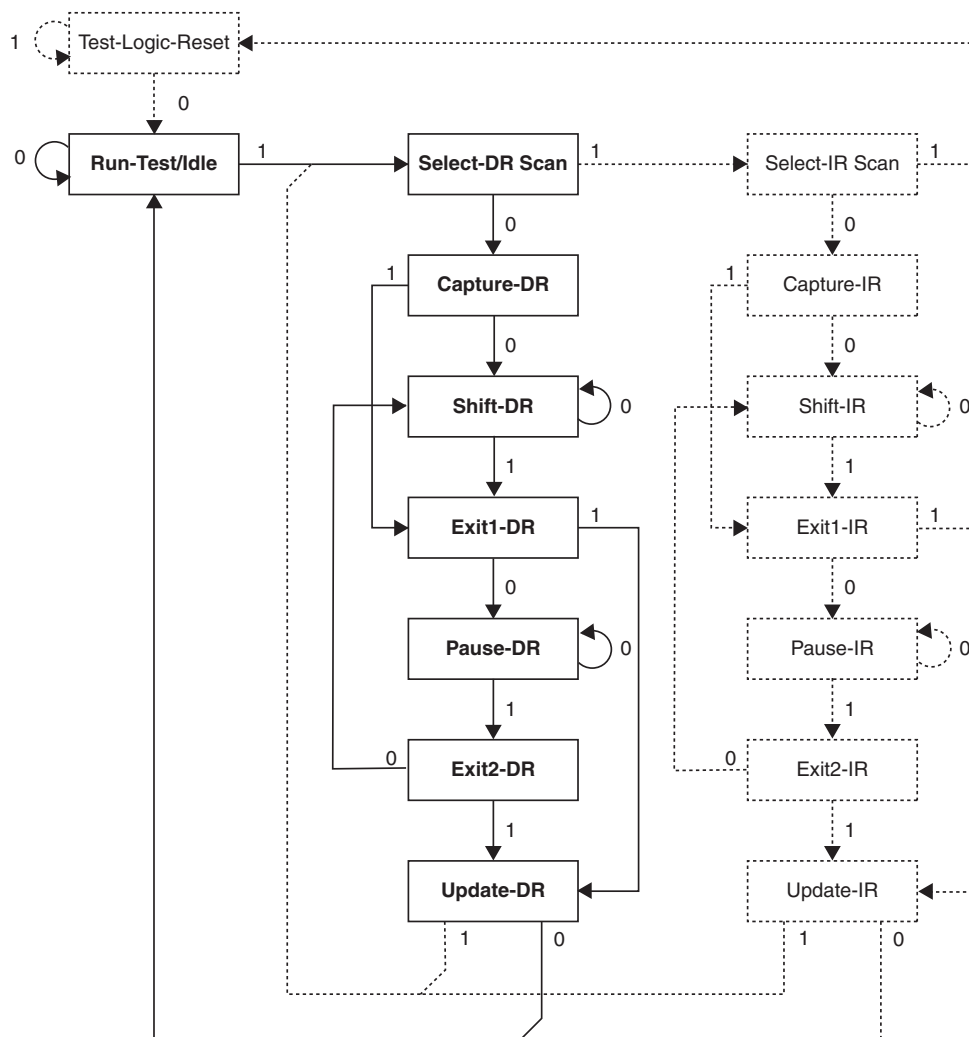 Test-Logic-Reset
1
0
0
Run-Test/Idle
1
Select-DR Scan
1
Select-IR Scan
1
0
0
1
Capture-DR
1
Capture-IR
0
0
Shift-DR
0
Shift-IR
0
1
1
Exit1-DR
1
Exit1-IR
1
0
0
Pause-DR
0
Pause-IR
0
1
1
0
Exit2-DR
0
Exit2-IR
1
1
Update-DR
Update-IR
1
0
1
0